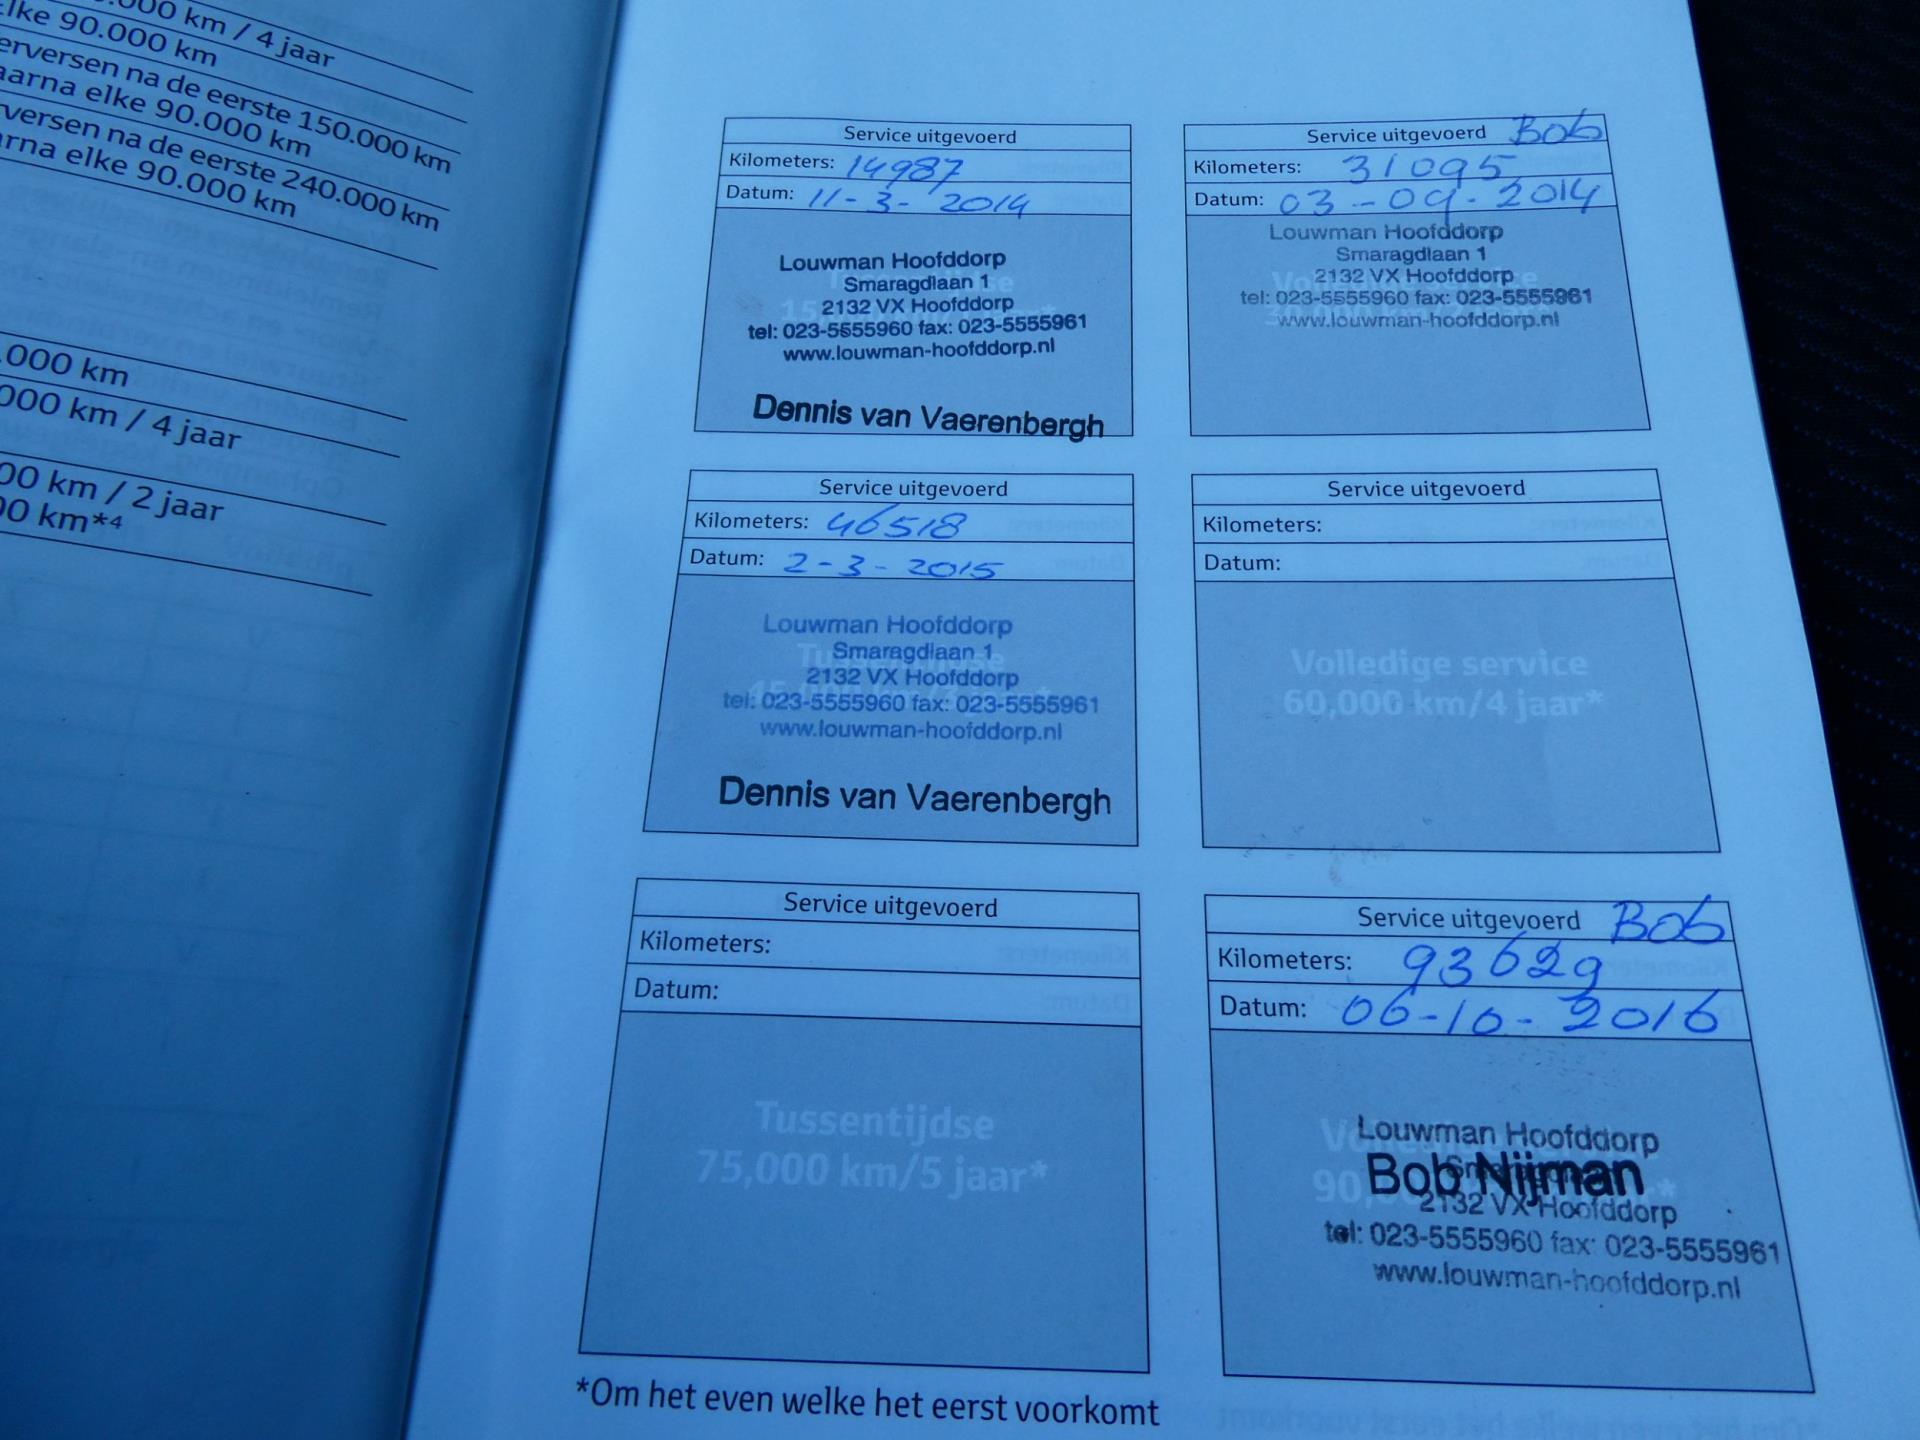 .000 km / 4 jaar
elke 90.000 km
erversen na de eerste 150.000 km
aarna elke 90.000 km
versen na de eerste 240.000 km
arna elke 90.000 km
.000 km
000 km / 4 jaar
00 km / 2 jaar
00 km*4
Service uitgevoerd
Kilometers: 14987
Datum: 11-3-2014
Louwman Hoofddorp
Smaragdlaan 1
2132 VX Hoofddorp
tel: 023-5555960 fax: 023-5555961
www.louwman-hoofddorp.nl
Dennis van Vaerenbergh
Service uitgevoerd Bob
Kilometers: 31095
Datum: 03-09-2014
Louwman Hoofddorp
Smaragdlaan 1
2132 VX Hoofddorp
tel: 023-5555960 fax: 023-5555961
www.louwman-hoofddorp.nl
Service uitgevoerd
Kilometers: 46518
Datum: 2-3-2015
Louwman Hoofddorp
Smaragdlaan 1
2132 VX Hoofddorp
tel: 023-5555960 fax: 023-5555961
www.louwman-hoofddorp.nl
Dennis van Vaerenbergh
Service uitgevoerd
Kilometers:
Datum:
Volledige service
60,000 km/4 jaar*
Service uitgevoerd
Kilometers:
Datum:
Tussentijdse
75,000 km/5 jaar*
Service uitgevoerd Bob
Kilometers: 93629
Datum: 06-10-2016
Louwman Hoofddorp
Bob Nijman
2132 VX Hoofddorp
tel: 023-5555960 fax: 023-5555961
www.louwman-hoofddorp.nl
*Om het even welke het eerst voorkomt